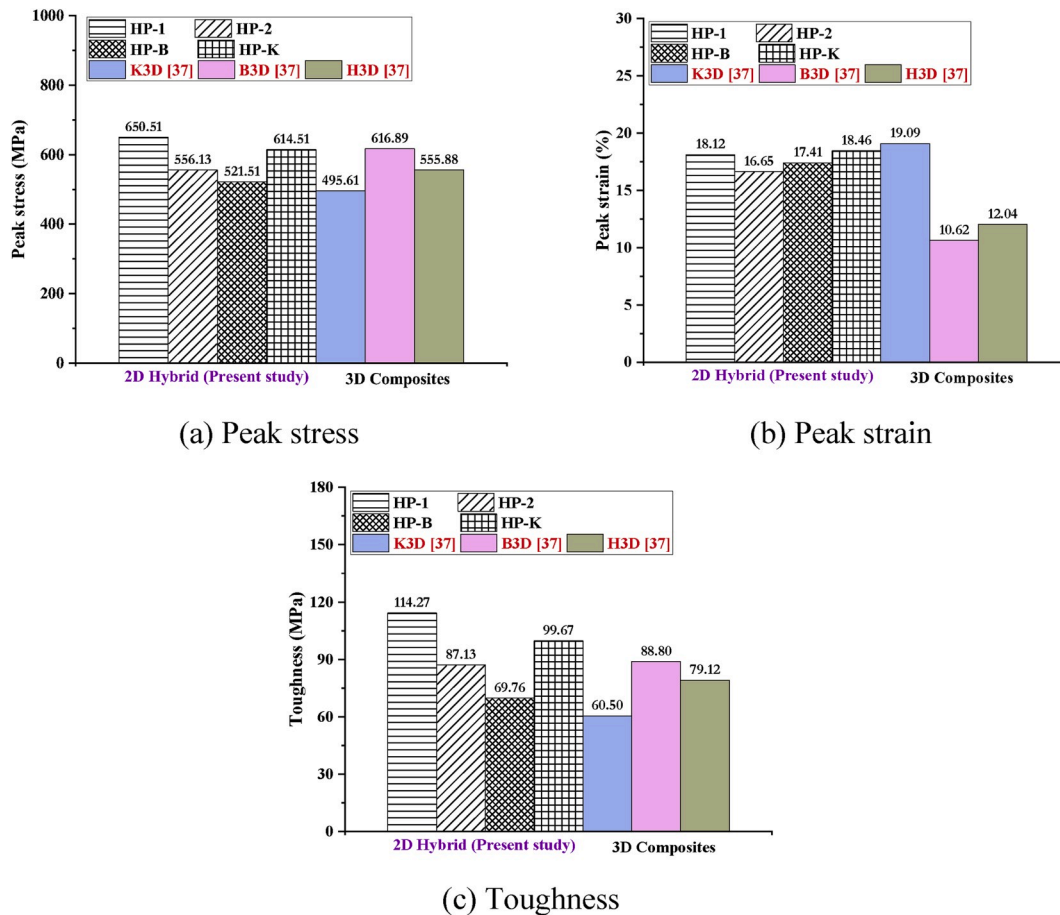 1000
800
600
400
200
0
Peak stress (MPa)
HP-1 HP-2
HP-B HP-K
K3D [37] B3D [37] H3D [37]
650.51
556.13
521.51
614.51
495.61
616.89
555.88
2D Hybrid (Present study) 3D Composites
(a) Peak stress
30
25
20
15
10
5
0
Peak strain (%)
HP-1 HP-2
HP-B HP-K
K3D [37] B3D [37] H3D [37]
18.12
16.65
17.41
18.46
19.09
10.62
12.04
2D Hybrid (Present study) 3D Composites
(b) Peak strain
180
150
120
90
60
30
0
Toughness (MPa)
HP-1 HP-2
HP-B HP-K
K3D [37] B3D [37] H3D [37]
114.27
87.13
69.76
99.67
60.50
88.80
79.12
2D Hybrid (Present study) 3D Composites
(c) Toughness